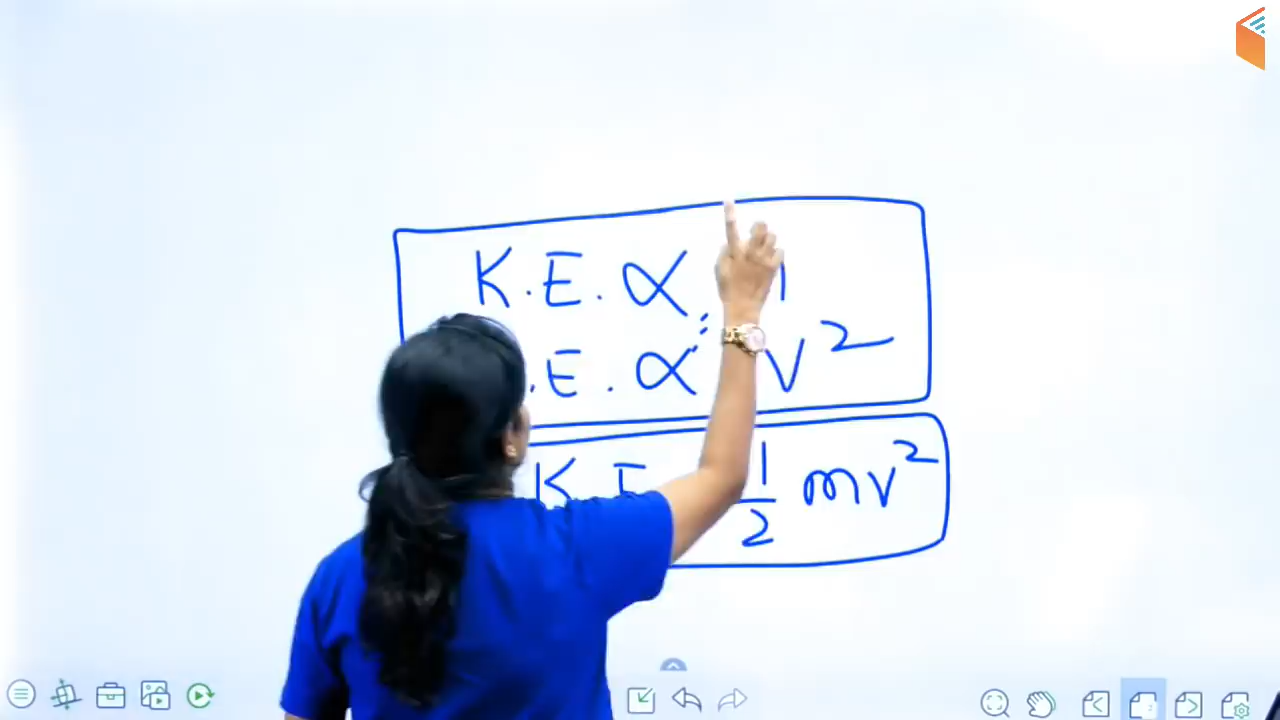 K.E. ∝
.E. ∝ v²
K.E 1/2 mv²